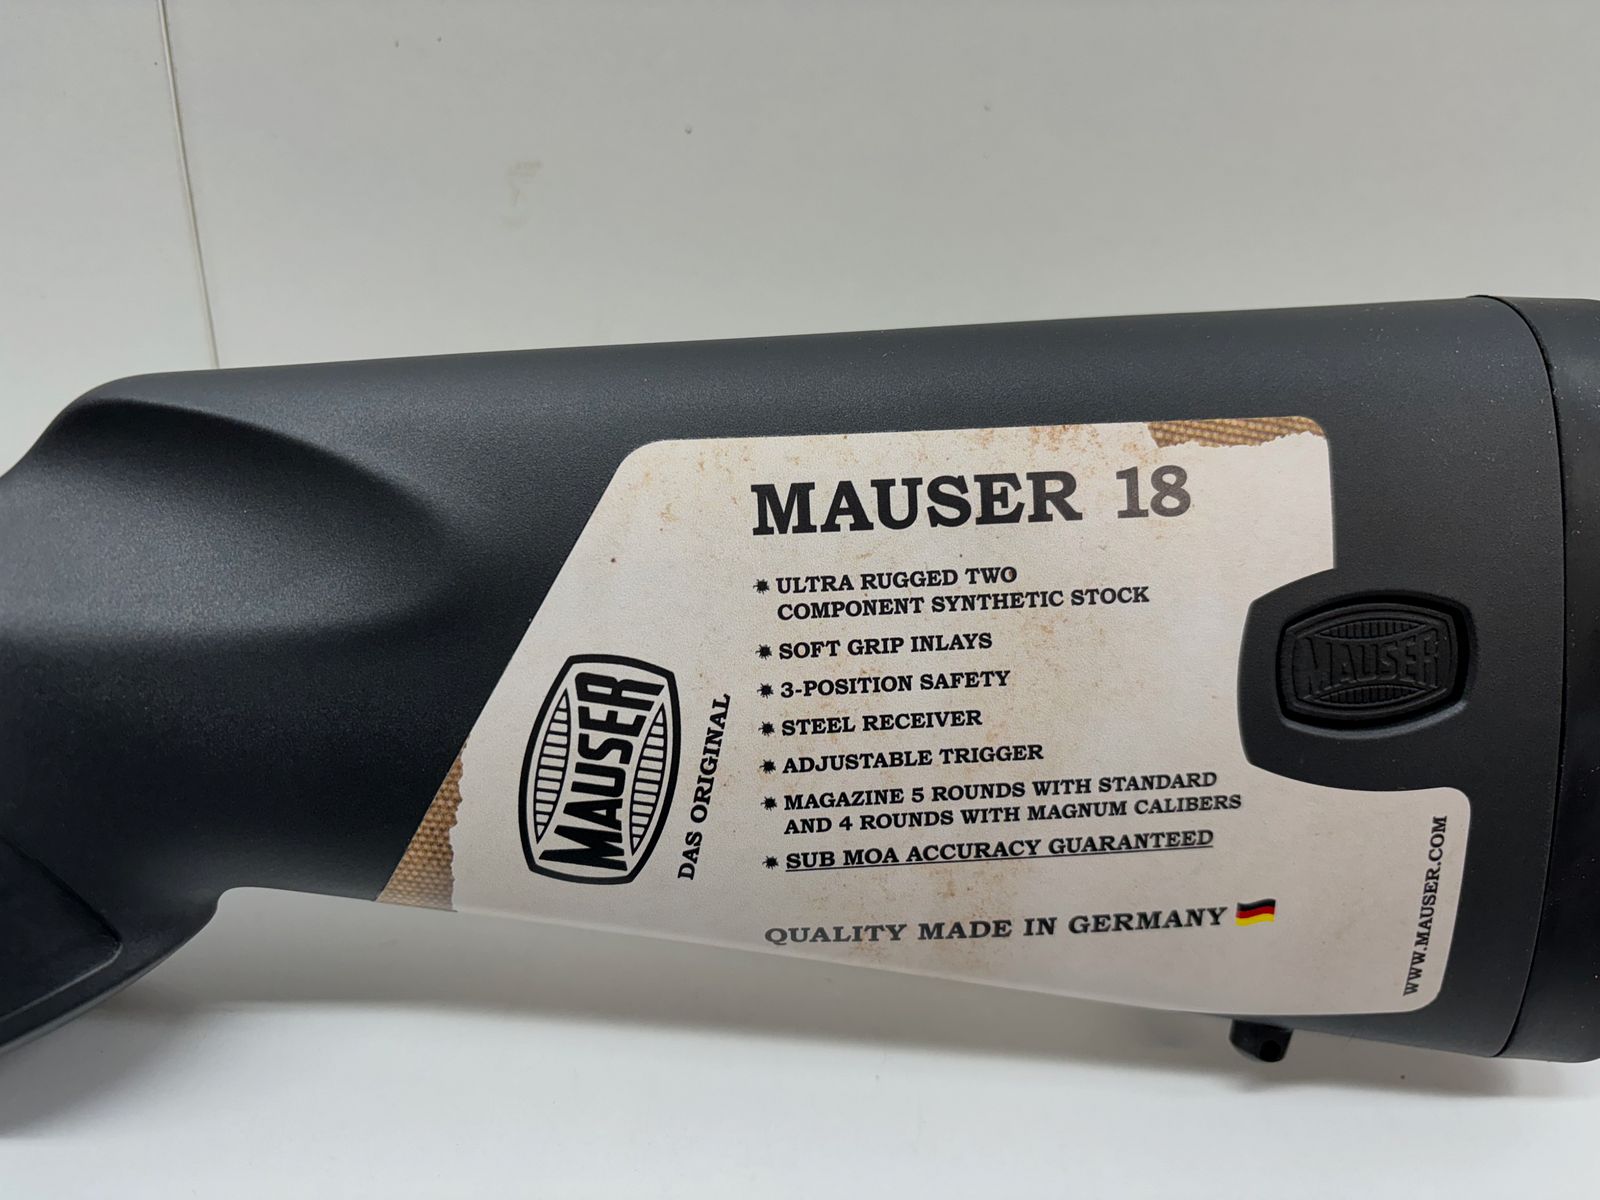 MAUSER 18
ULTRA RUGGED TWO
COMPONENT SYNTHETIC STOCK
SOFT GRIP INLAYS
3-POSITION SAFETY
STEEL RECEIVER
ADJUSTABLE TRIGGER
MAGAZINE 5 ROUNDS WITH STANDARD
AND 4 ROUNDS WITH MAGNUM CALIBERS
SUB MOA ACCURACY GUARANTEED
QUALITY MADE IN GERMANY
MAUSER
DAS ORIGINAL
MAUSER
WWW.MAUSER.COM